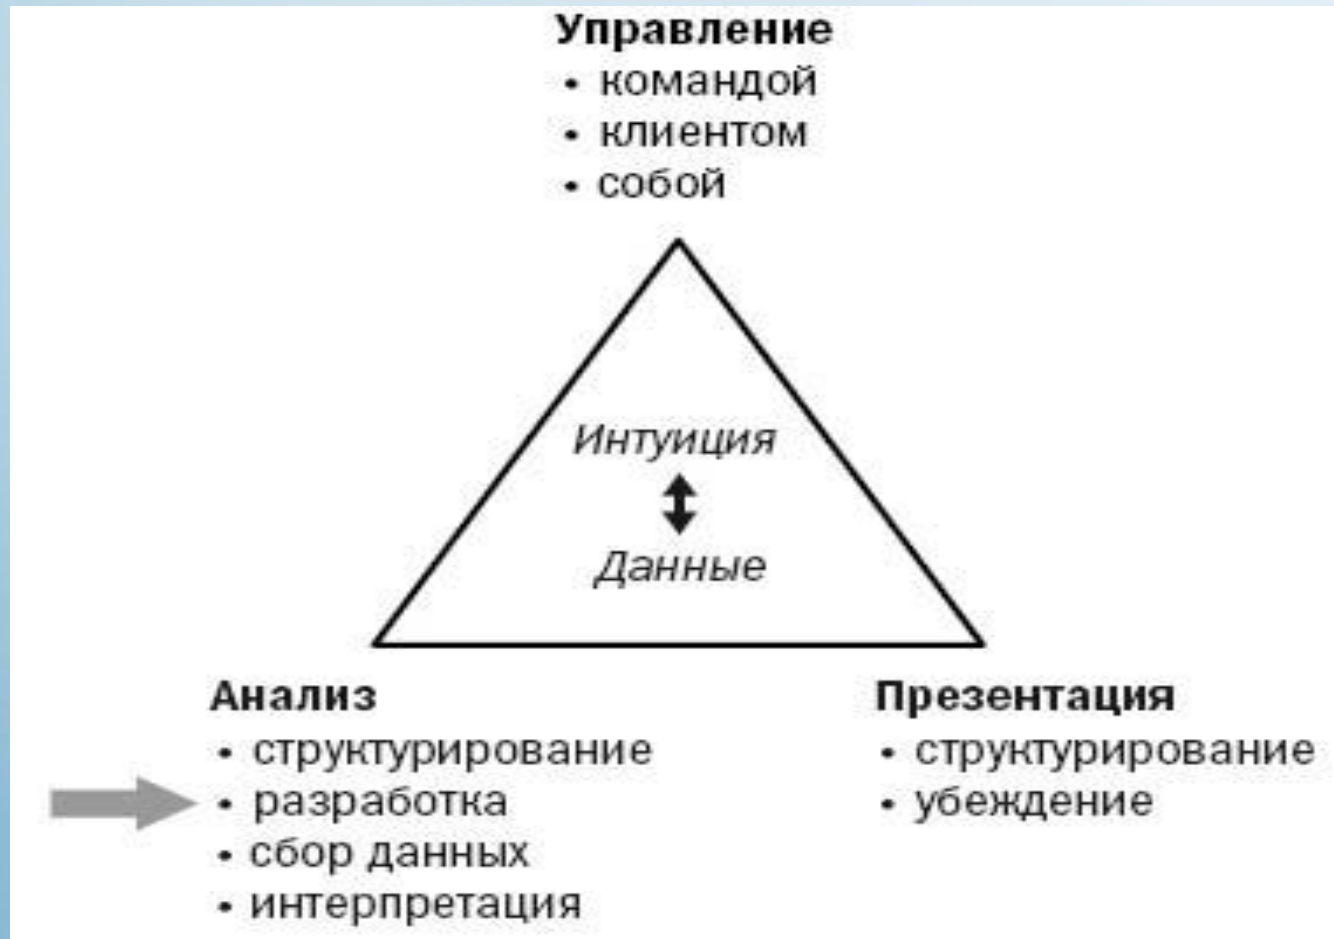 Управление
• командой
• клиентом
• собой
Интуиция
Данные
Анализ
• структурирование
• разработка
• сбор данных
• интерпретация
Презентация
• структурирование
• убеждение